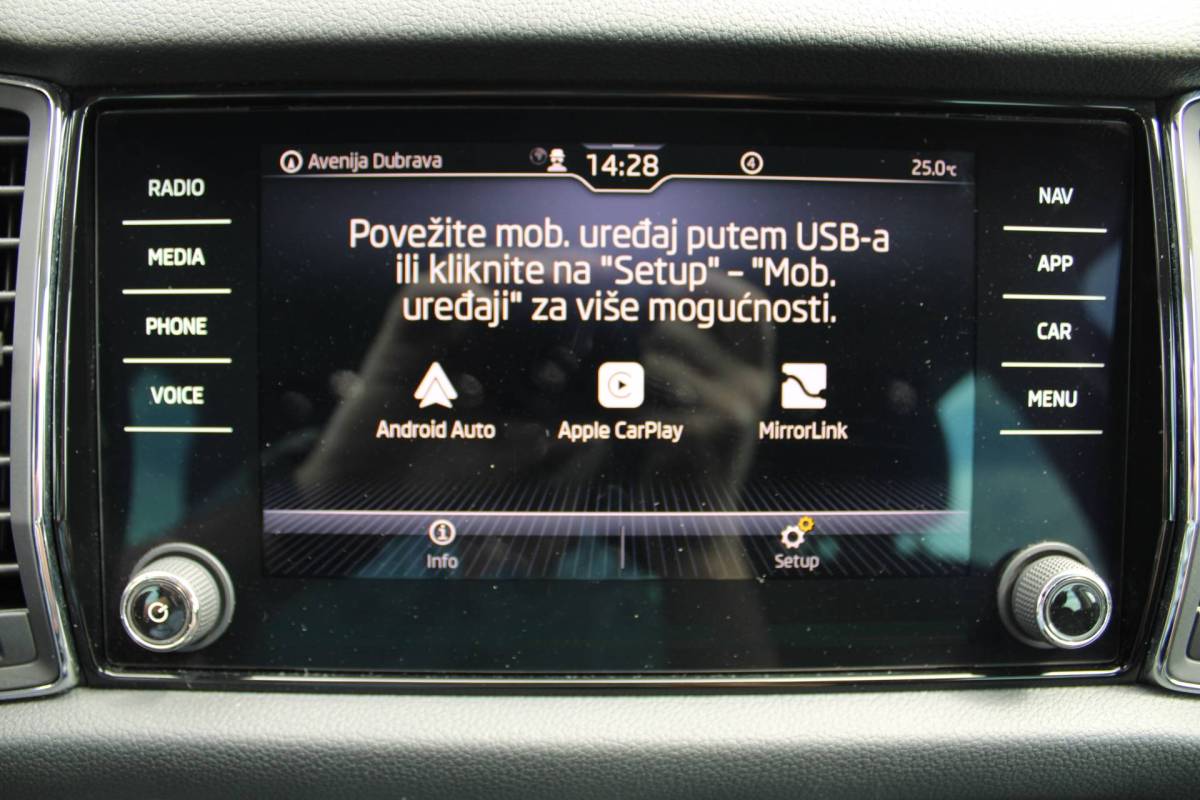 Avenija Dubrava
14:28
4
25.0°C
RADIO
MEDIA
PHONE
VOICE
Povežite mob. uređaj putem USB-a
ili kliknite na "Setup" – "Mob.
uređaji" za više mogućnosti.
Android Auto
Apple CarPlay
MirrorLink
Info
Setup
NAV
APP
CAR
MENU